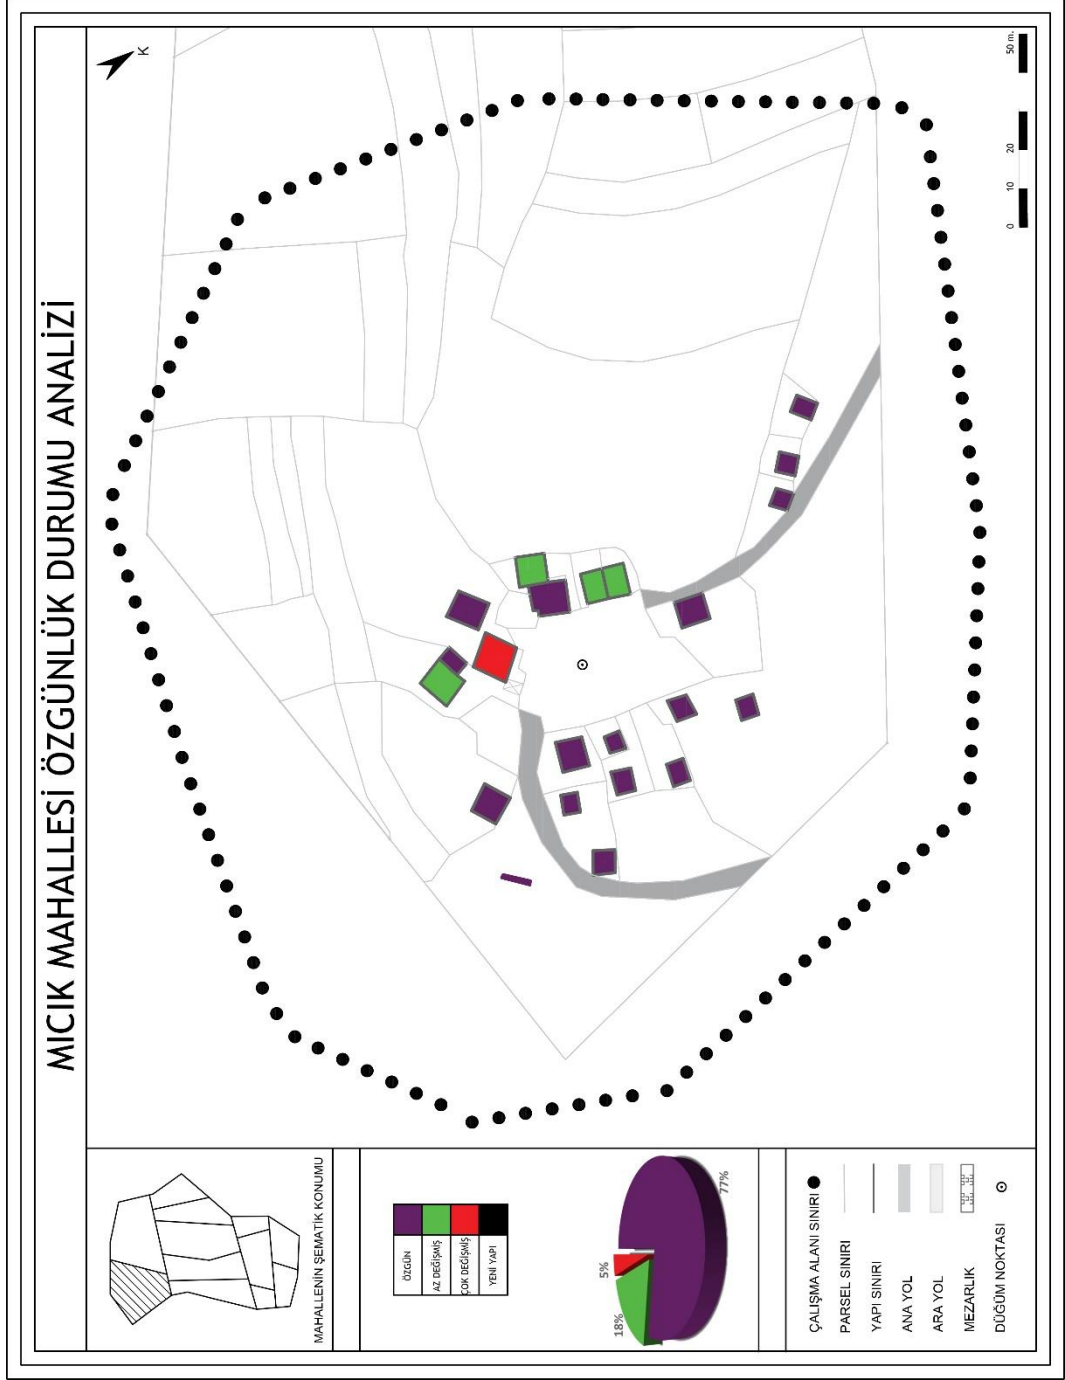 MICIK MAHALLESİ ÖZGÜNLÜK DURUMU ANALİZİ
K
0 10 20 50 m.
MAHALLENİN ŞEMATİK KONUMU
ÖZGÜN
AZ DEĞİŞMİŞ
ÇOK DEĞİŞMİŞ
YENİ YAPI
18%
5%
77%
ÇALIŞMA ALANI SINIRI
PARSEL SINIRI
YAPI SINIRI
ANA YOL
ARA YOL
MEZARLIK
DÜĞÜM NOKTASI